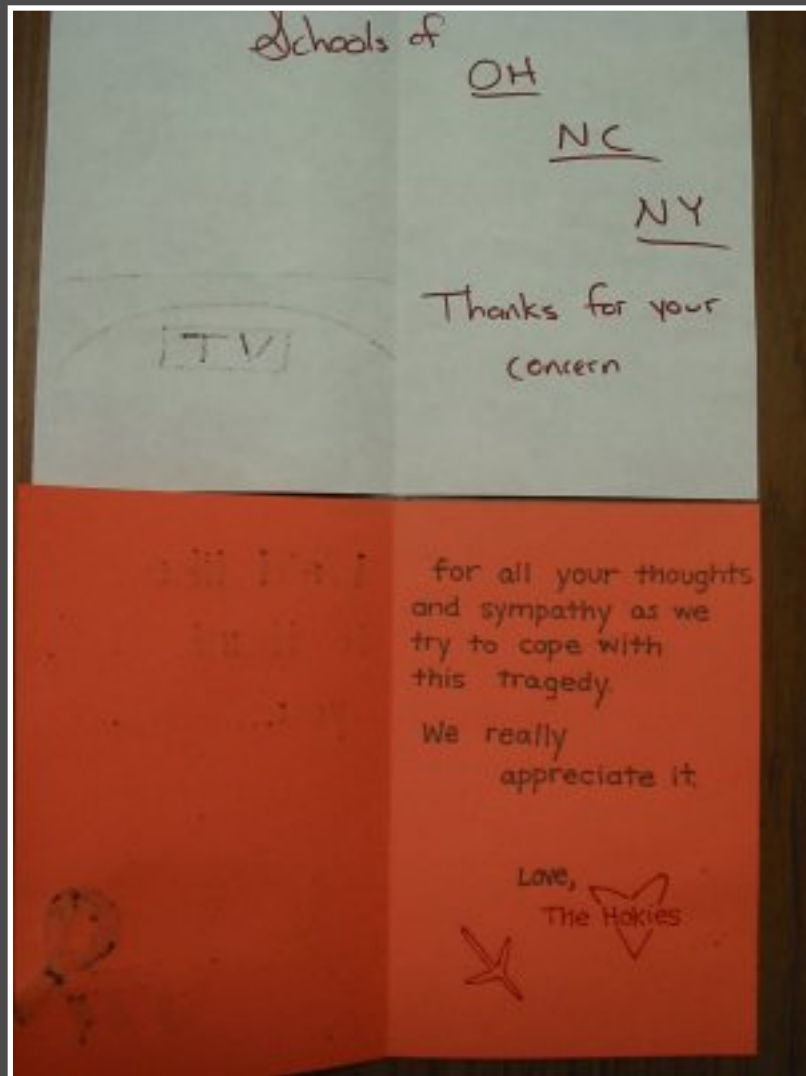 Schools of
OH
NC
NY
Thanks for your
concern
TV
for all your thoughts
and sympathy as we
try to cope with
this tragedy.
We really
appreciate it.
Love,
The Hokies